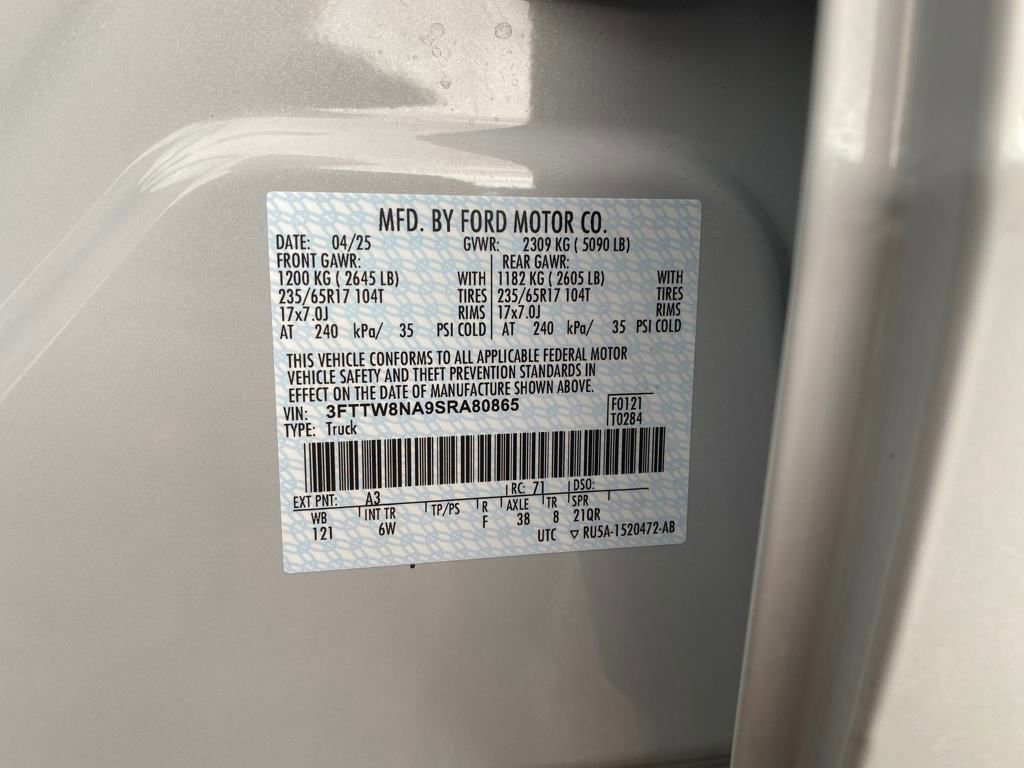 MFD. BY FORD MOTOR CO.
DATE: 04/25 GVWR: 2309 KG ( 5090 LB)
FRONT GAWR: REAR GAWR:
1200 KG ( 2645 LB) WITH 1182 KG ( 2605 LB) WITH
235/65R17 104T TIRES 235/65R17 104T TIRES
17x7.0J RIMS 17x7.0J RIMS
AT 240 kPa/ 35 PSI COLD AT 240 kPa/ 35 PSI COLD
THIS VEHICLE CONFORMS TO ALL APPLICABLE FEDERAL MOTOR
VEHICLE SAFETY AND THEFT PREVENTION STANDARDS IN
EFFECT ON THE DATE OF MANUFACTURE SHOWN ABOVE.
VIN: 3FTTW8NA9SRA80865 F0121
TYPE: Truck T0284
EXT PNT: A3 RC: 71 DSO:
WB INT TR TP/PS R AXLE TR SPR
121 6W F 38 8 21QR
UTC ▽ RU5A-1520472-AB